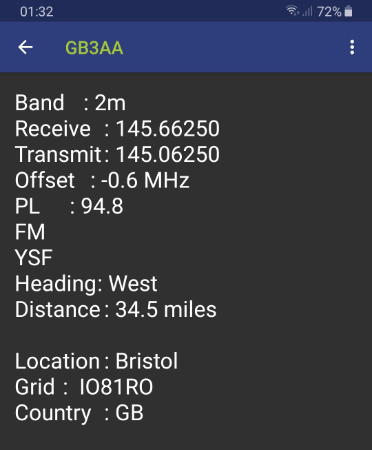 01:32 72%
GB3AA
Band : 2m
Receive : 145.66250
Transmit : 145.06250
Offset : -0.6 MHz
PL : 94.8
FM
YSF
Heading: West
Distance : 34.5 miles
Location : Bristol
Grid : IO81RO
Country : GB